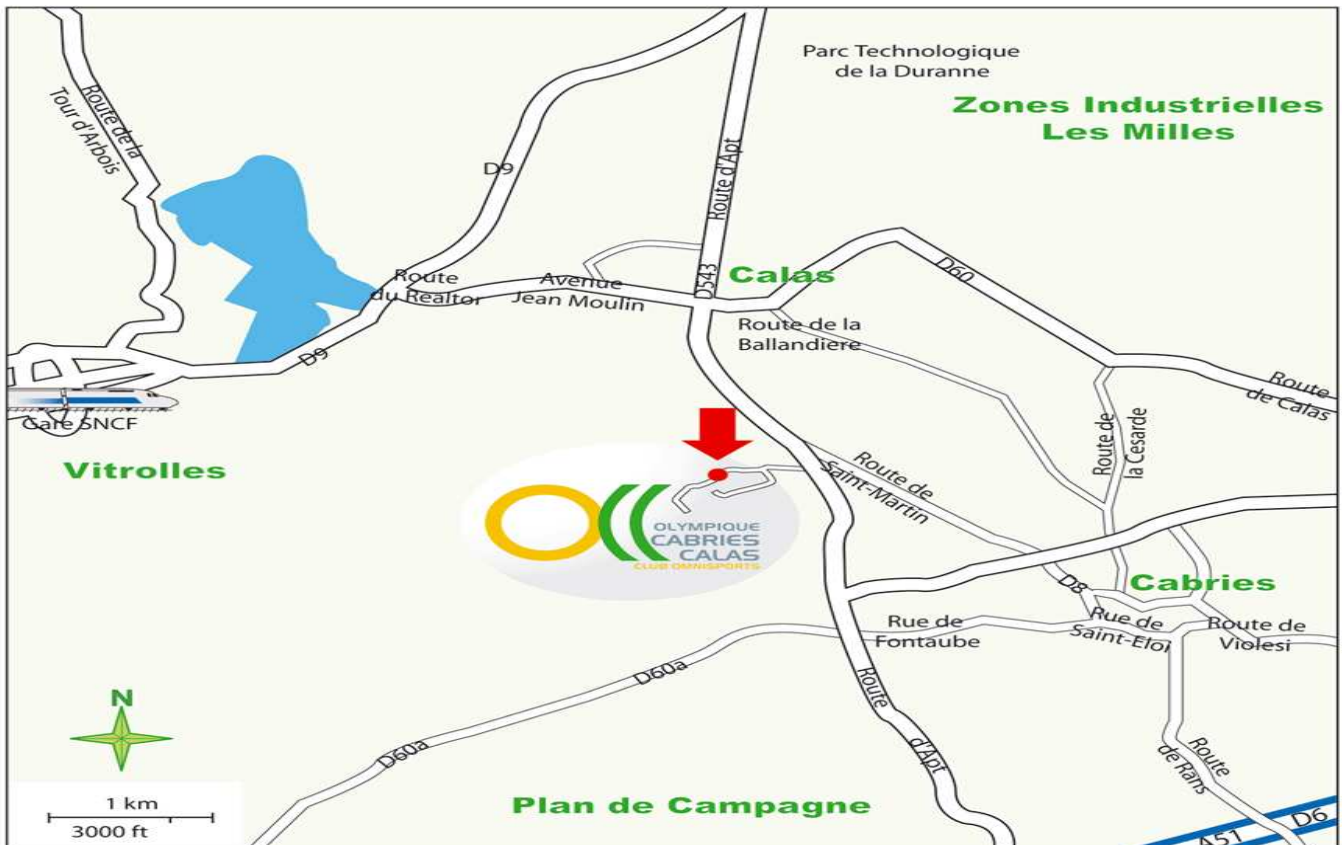 Parc Technologique
de la Duranne
Zones Industrielles
Les Milles
Route de la
Tour d'Arbois
D9
Route d'Apt
D543
Calas
D60
Route
du Realtor
Avenue
Jean Moulin
Route de la
Ballandiere
D9
Route
de Calas
Gare SNCF
Vitrolles
Route de
la Cesarde
Route de
Saint-Martin
OLYMPIQUE
CABRIES
CALAS
CLUB OMNISPORTS
D8
Cabries
Rue de
Fontaube
Rue de
Saint-Eloi
Route de
Violesi
D60a
D60a
Route
d'Apt
Route
de Rans
N
1 km
3000 ft
Plan de Campagne
A51
D6